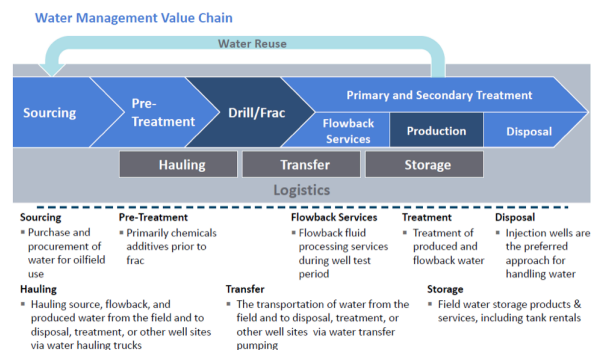 Water Management Value Chain
Water Reuse
Sourcing
Pre-
Treatment
Drill/Frac
Primary and Secondary Treatment
Flowback
Services
Production
Disposal
Hauling
Transfer
Storage
Logistics
Sourcing
▪ Purchase and
procurement of
water for oilfield
use
Pre-Treatment
▪ Primarily chemicals
additives prior to
frac
Flowback Services
▪ Flowback fluid
processing services
during well test
period
Treatment
▪ Treatment of
produced and
flowback water
Disposal
▪ Injection wells are
the preferred
approach for
handling water
Hauling
▪ Hauling source, flowback, and
produced water from the field and to
disposal, treatment, or other well sites
via water hauling trucks
Transfer
▪ The transportation of water from the
field and to disposal, treatment, or
other well sites via water transfer
pumping
Storage
▪ Field water storage products &
services, including tank rentals